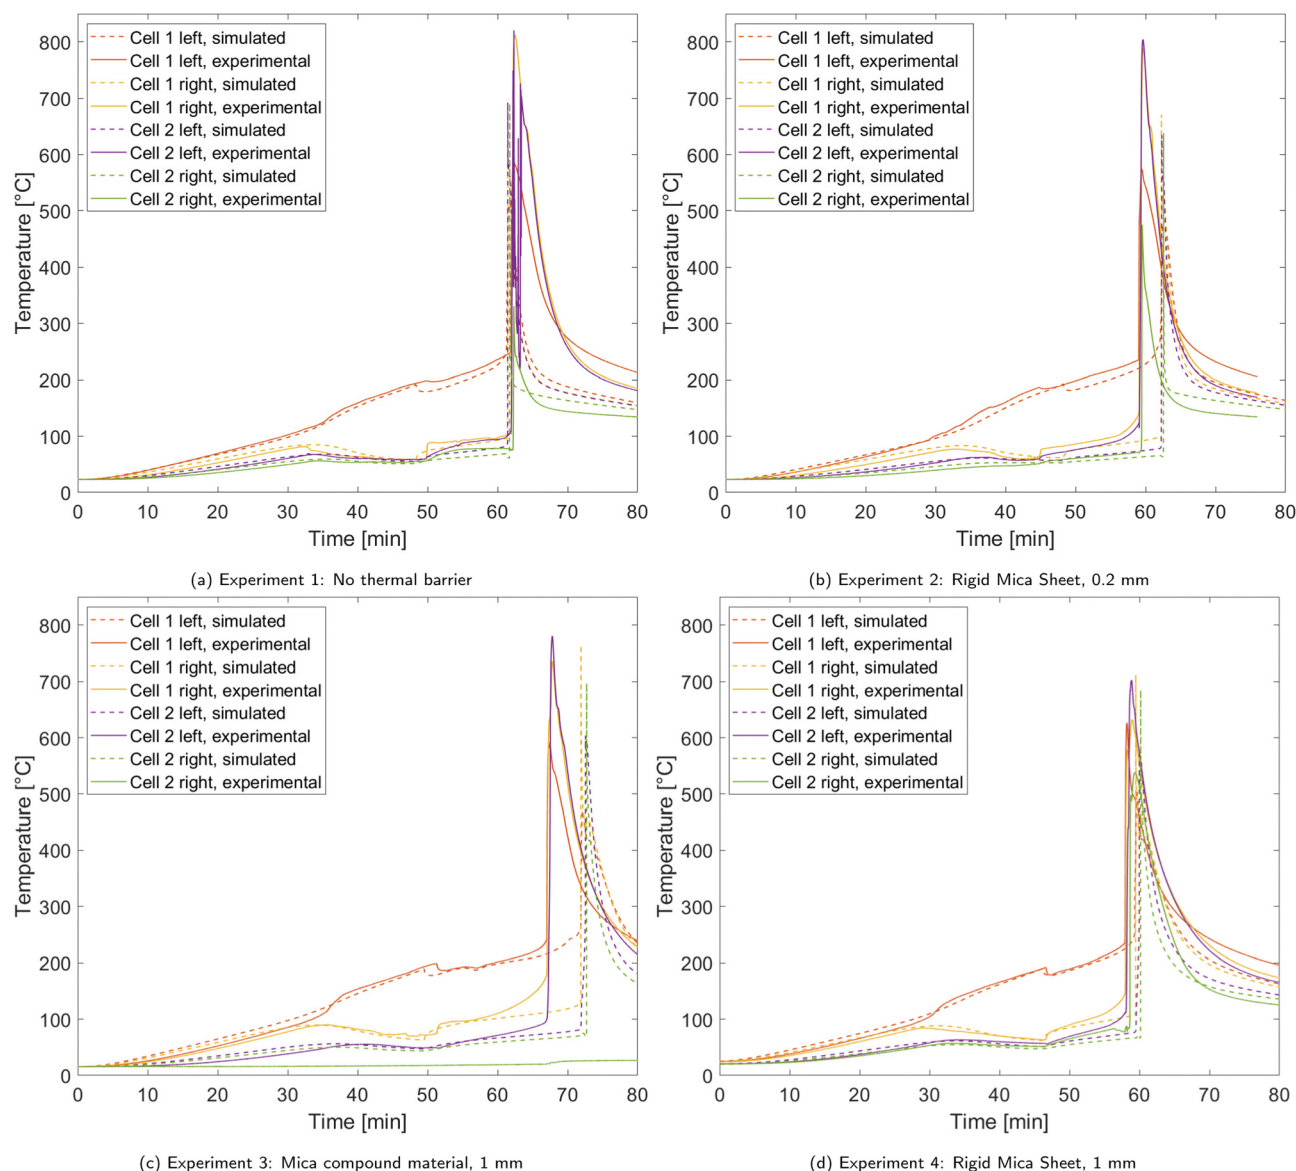 800
700
600
500
400
300
200
100
0
Temperature [°C]
Cell 1 left, simulated
Cell 1 left, experimental
Cell 1 right, simulated
Cell 1 right, experimental
Cell 2 left, simulated
Cell 2 left, experimental
Cell 2 right, simulated
Cell 2 right, experimental
0 10 20 30 40 50 60 70 80
Time [min]
(a) Experiment 1: No thermal barrier
800
700
600
500
400
300
200
100
0
Temperature [°C]
Cell 1 left, simulated
Cell 1 left, experimental
Cell 1 right, simulated
Cell 1 right, experimental
Cell 2 left, simulated
Cell 2 left, experimental
Cell 2 right, simulated
Cell 2 right, experimental
0 10 20 30 40 50 60 70 80
Time [min]
(b) Experiment 2: Rigid Mica Sheet, 0.2 mm
800
700
600
500
400
300
200
100
0
Temperature [°C]
Cell 1 left, simulated
Cell 1 left, experimental
Cell 1 right, simulated
Cell 1 right, experimental
Cell 2 left, simulated
Cell 2 left, experimental
Cell 2 right, simulated
Cell 2 right, experimental
0 10 20 30 40 50 60 70 80
Time [min]
(c) Experiment 3: Mica compound material, 1 mm
800
700
600
500
400
300
200
100
0
Temperature [°C]
Cell 1 left, simulated
Cell 1 left, experimental
Cell 1 right, simulated
Cell 1 right, experimental
Cell 2 left, simulated
Cell 2 left, experimental
Cell 2 right, simulated
Cell 2 right, experimental
0 10 20 30 40 50 60 70 80
Time [min]
(d) Experiment 4: Rigid Mica Sheet, 1 mm